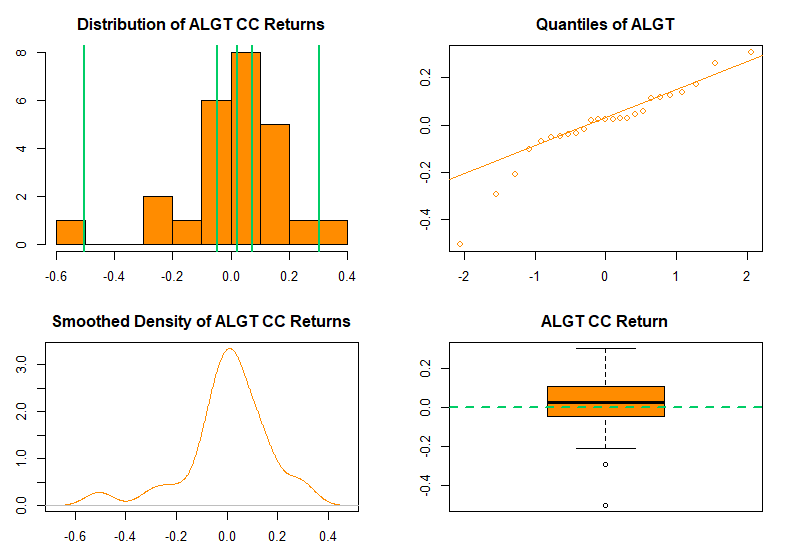 Distribution of ALGT CC Returns
8
6
4
2
0
-0.6 -0.4 -0.2 0.0 0.2 0.4
Quantiles of ALGT
0.2
0.0
-0.2
-0.4
-2 -1 0 1 2
Smoothed Density of ALGT CC Returns
3.0
2.0
1.0
0.0
-0.6 -0.4 -0.2 0.0 0.2 0.4
ALGT CC Return
0.2
0.0
-0.2
-0.4